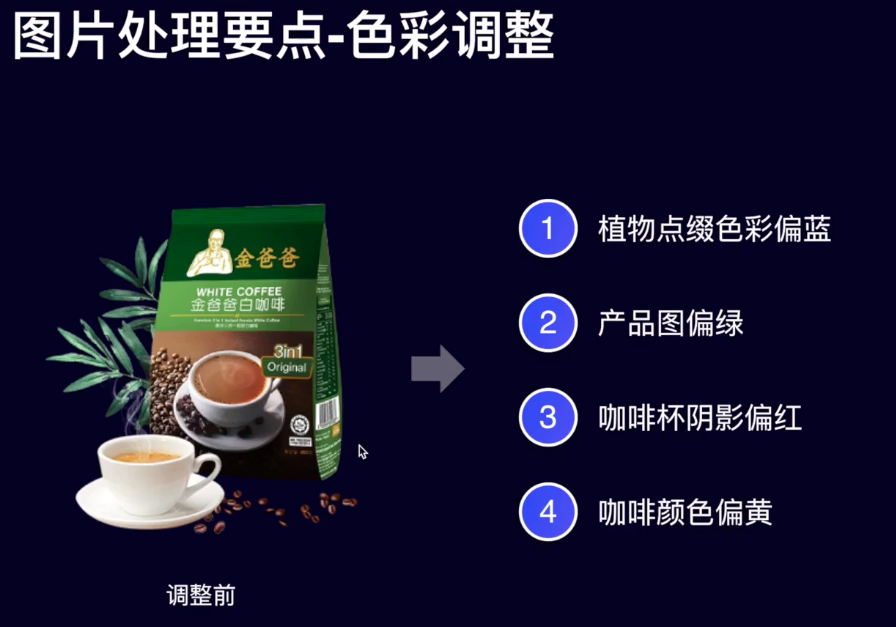 图片处理要点-色彩调整
金爸爸
WHITE COFFEE
金爸爸白咖啡
3in1
Original
1 植物点缀色彩偏蓝
2 产品图偏绿
3 咖啡杯阴影偏红
4 咖啡颜色偏黄
调整前